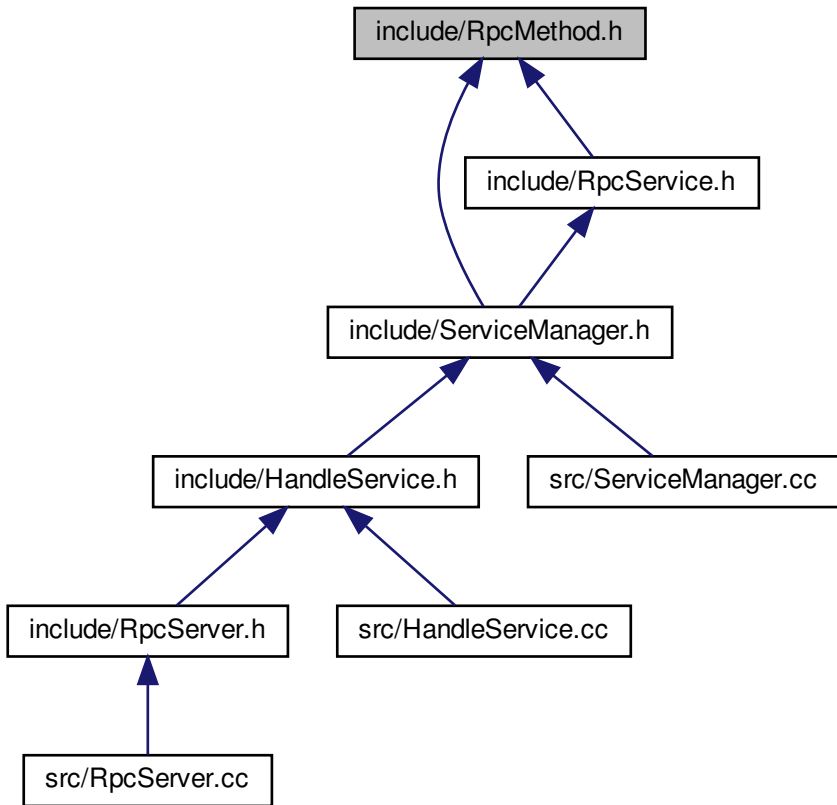 include/RpcMethod.h
include/RpcService.h
include/ServiceManager.h
include/HandleService.h
src/ServiceManager.cc
include/RpcServer.h
src/HandleService.cc
src/RpcServer.cc